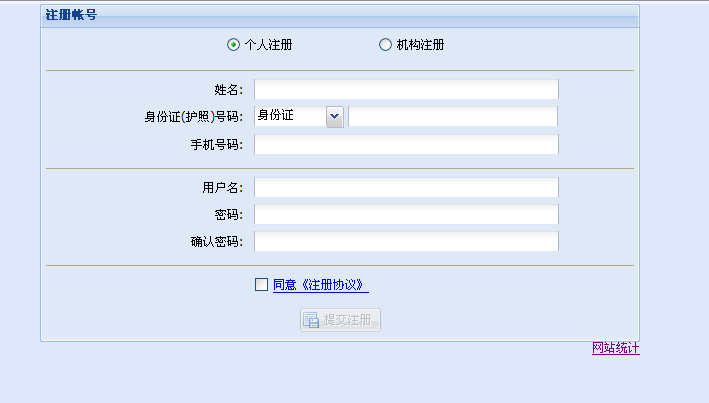 注册帐号
个人注册 机构注册
姓名:
身份证(护照)号码: 身份证
手机号码:
用户名:
密码:
确认密码:
同意《注册协议》
提交注册
网站统计